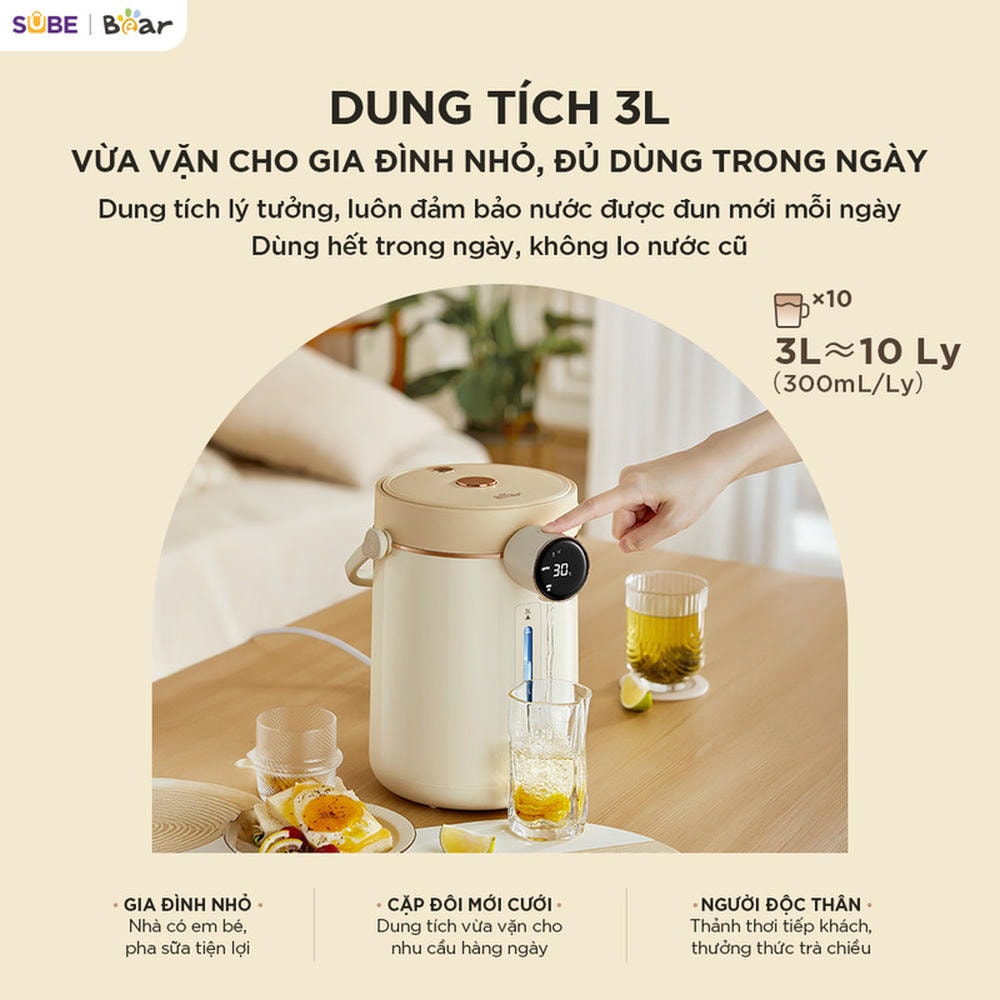 SUBE | Bear
DUNG TÍCH 3L
VỪA VẶN CHO GIA ĐÌNH NHỎ, ĐỦ DÙNG TRONG NGÀY
Dung tích lý tưởng, luôn đảm bảo nước được đun mới mỗi ngày
Dùng hết trong ngày, không lo nước cũ
×10
3L≈10 Ly
(300mL/Ly)
Bear
30
3L
• GIA ĐÌNH NHỎ •
Nhà có em bé,
pha sữa tiện lợi
• CẶP ĐÔI MỚI CƯỚI •
Dung tích vừa vặn cho
nhu cầu hàng ngày
• NGƯỜI ĐỘC THÂN •
Thảnh thơi tiếp khách,
thưởng thức trà chiều